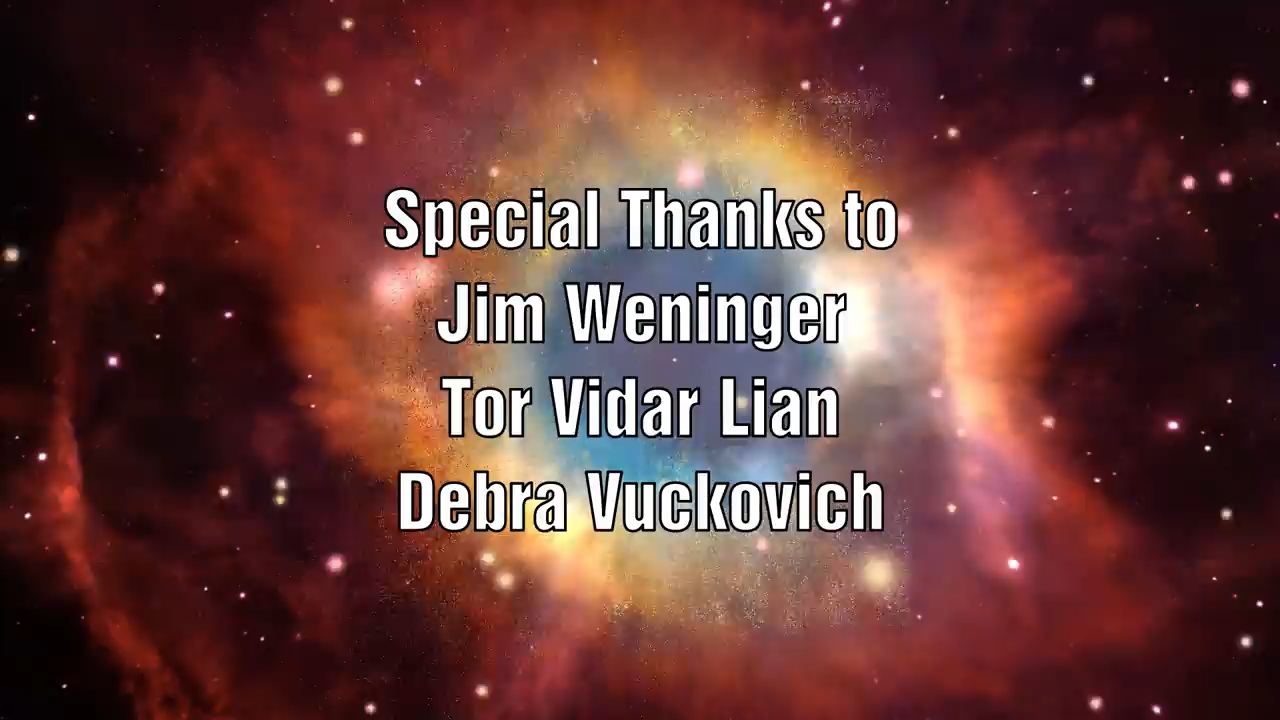 Special Thanks to
Jim Weninger
Tor Vidar Lian
Debra Vuckovich